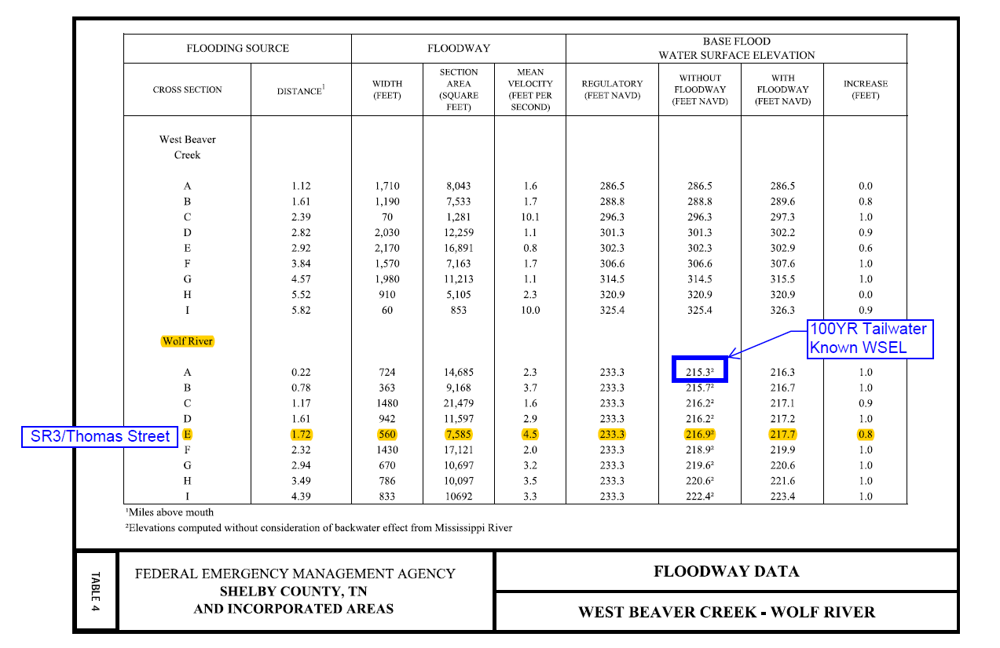 FLOODING SOURCE FLOODWAY BASE FLOOD
WATER SURFACE ELEVATION
CROSS SECTION DISTANCE¹ WIDTH
(FEET) SECTION
AREA
(SQUARE
FEET) MEAN
VELOCITY
(FEET PER
SECOND) REGULATORY
(FEET NAVD) WITHOUT
FLOODWAY
(FEET NAVD) WITH
FLOODWAY
(FEET NAVD) INCREASE
(FEET)
West Beaver
Creek
A 1.12 1,710 8,043 1.6 286.5 286.5 286.5 0.0
B 1.61 1,190 7,533 1.7 288.8 288.8 289.6 0.8
C 2.39 70 1,281 10.1 296.3 296.3 297.3 1.0
D 2.82 2,030 12,259 1.1 301.3 301.3 302.2 0.9
E 2.92 2,170 16,891 0.8 302.3 302.3 302.9 0.6
F 3.84 1,570 7,163 1.7 306.6 306.6 307.6 1.0
G 4.57 1,980 11,213 1.1 314.5 314.5 315.5 1.0
H 5.52 910 5,105 2.3 320.9 320.9 320.9 0.0
I 5.82 60 853 10.0 325.4 325.4 326.3 0.9
100YR Tailwater
Known WSEL
Wolf River
A 0.22 724 14,685 2.3 233.3 215.3² 216.3 1.0
B 0.78 363 9,168 3.7 233.3 215.7² 216.7 1.0
C 1.17 1480 21,479 1.6 233.3 216.2² 217.1 0.9
D 1.61 942 11,597 2.9 233.3 216.2² 217.2 1.0
SR3/Thomas Street E 1.72 560 7,585 4.5 233.3 216.9² 217.7 0.8
F 2.32 1430 17,121 2.0 233.3 218.9² 219.9 1.0
G 2.94 670 10,697 3.2 233.3 219.6² 220.6 1.0
H 3.49 786 10,097 3.5 233.3 220.6² 221.6 1.0
I 4.39 833 10692 3.3 233.3 222.4² 223.4 1.0
¹Miles above mouth
²Elevations computed without consideration of backwater effect from Mississippi River
TABLE 4
FEDERAL EMERGENCY MANAGEMENT AGENCY
SHELBY COUNTY, TN
AND INCORPORATED AREAS
FLOODWAY DATA
WEST BEAVER CREEK - WOLF RIVER